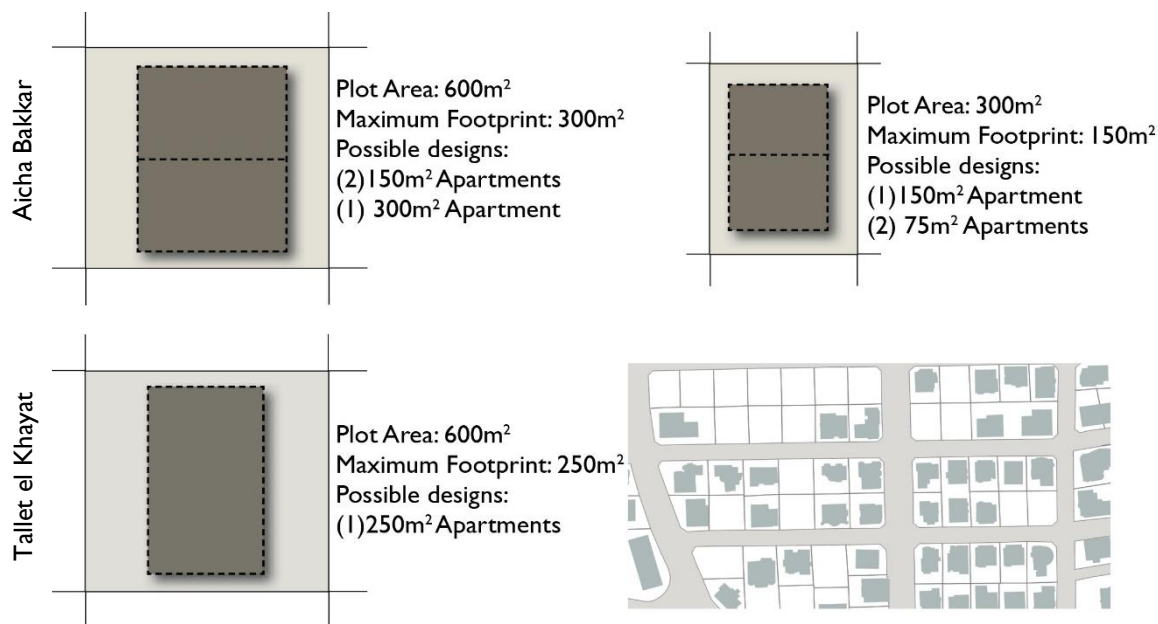 Aicha Bakkar
Plot Area: 600m²
Maximum Footprint: 300m²
Possible designs:
(2)150m² Apartments
(1) 300m² Apartment
Plot Area: 300m²
Maximum Footprint: 150m²
Possible designs:
(1)150m² Apartment
(2) 75m² Apartments
Tallet el Khayat
Plot Area: 600m²
Maximum Footprint: 250m²
Possible designs:
(1)250m² Apartments